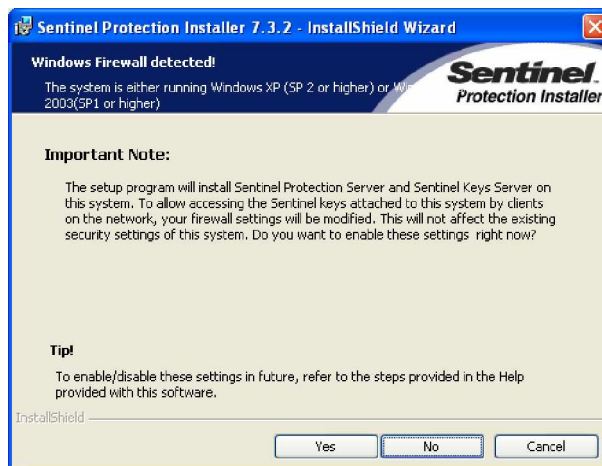 Sentinel Protection Installer 7.3.2 - InstallShield Wizard
Windows Firewall detected!
The system is either running Windows XP (SP 2 or higher) or
2003(SP1 or higher)
Sentinel.
Protection Installer
Important Note:
The setup program will install Sentinel Protection Server and Sentinel Keys Server on
this system. To allow accessing the Sentinel keys attached to this system by clients
on the network, your firewall settings will be modified. This will not affect the existing
security settings of this system. Do you want to enable these settings right now?
Tip!
To enable/disable these settings in future, refer to the steps provided in the Help
provided with this software.
InstallShield
Yes
No
Cancel